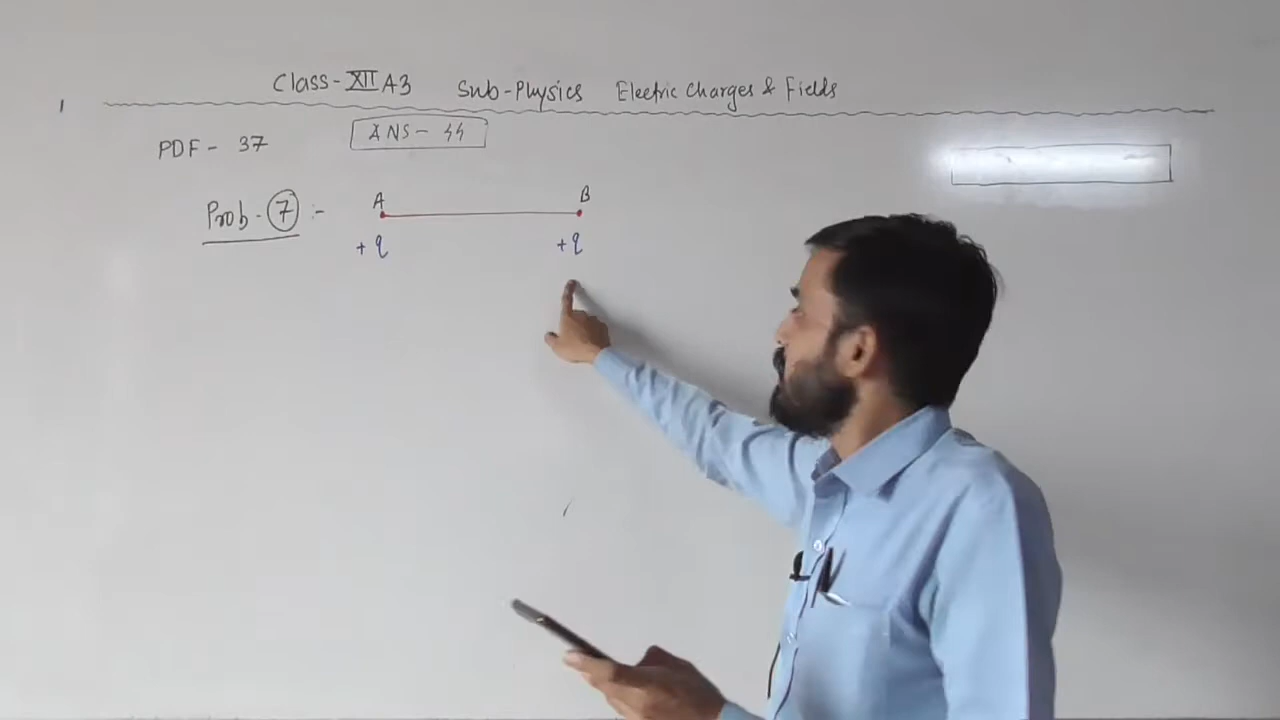 Class-XII A3 Sub-Physics Electric Charges & Fields
PDF - 37 ANS- 44
Prob-7 :-
A B
+q +q